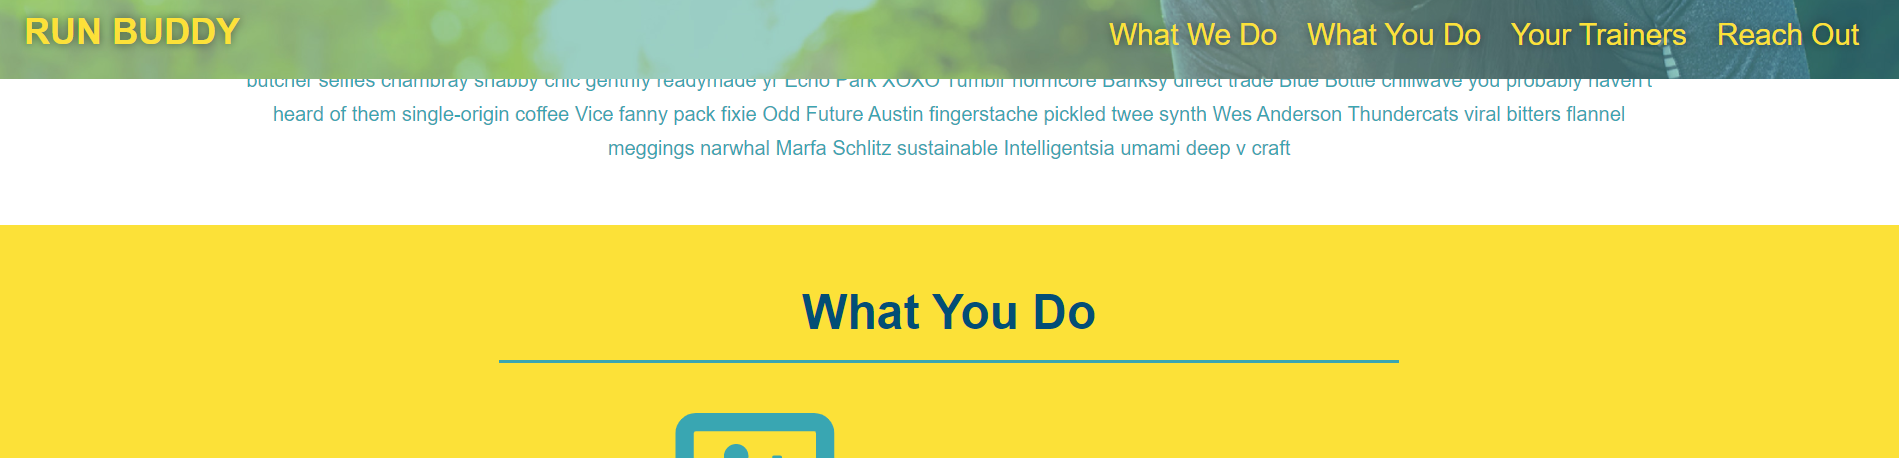 RUN BUDDY
What We Do What You Do Your Trainers Reach Out
butcher selfies chambray shabby chic gentrify readymade yr Echo Park XOXO Tumblr normcore Banksy direct trade Blue Bottle chillwave you probably haven't
heard of them single-origin coffee Vice fanny pack fixie Odd Future Austin fingerstache pickled twee synth Wes Anderson Thundercats viral bitters flannel
meggings narwhal Marfa Schlitz sustainable Intelligentsia umami deep v craft
What You Do